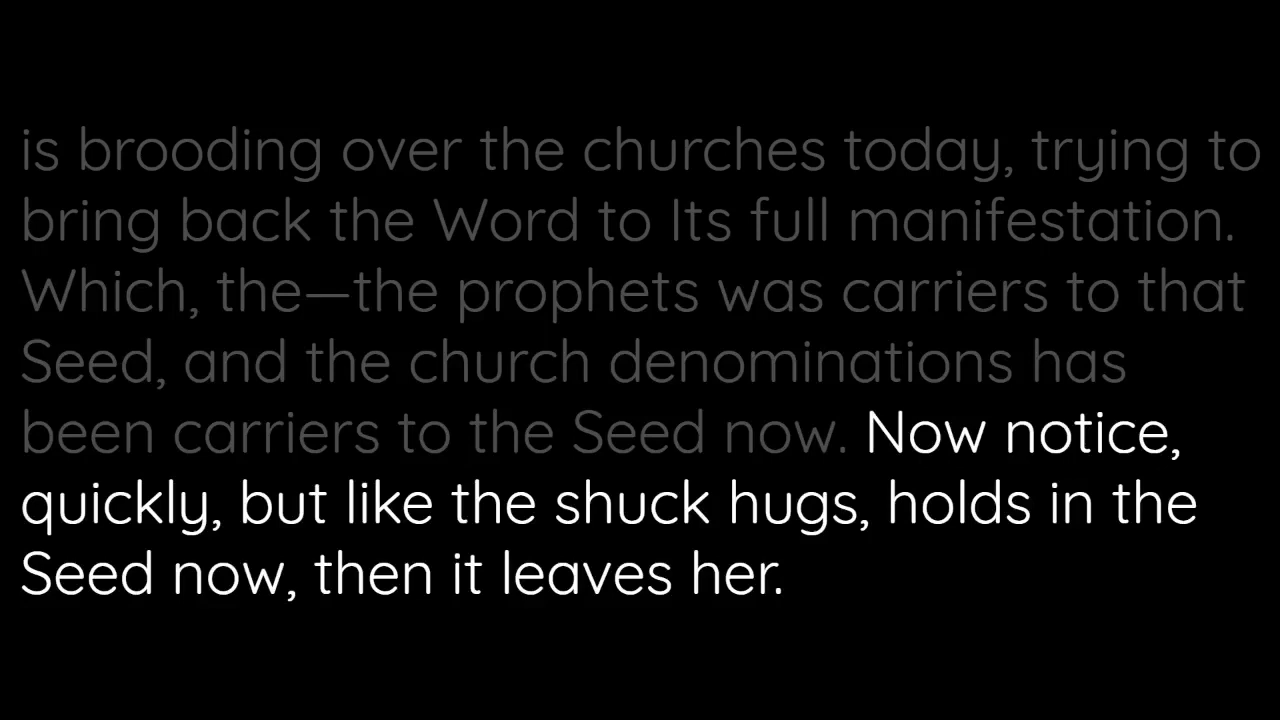 is brooding over the churches today, trying to
bring back the Word to Its full manifestation.
Which, the—the prophets was carriers to that
Seed, and the church denominations has
been carriers to the Seed now. Now notice,
quickly, but like the shuck hugs, holds in the
Seed now, then it leaves her.